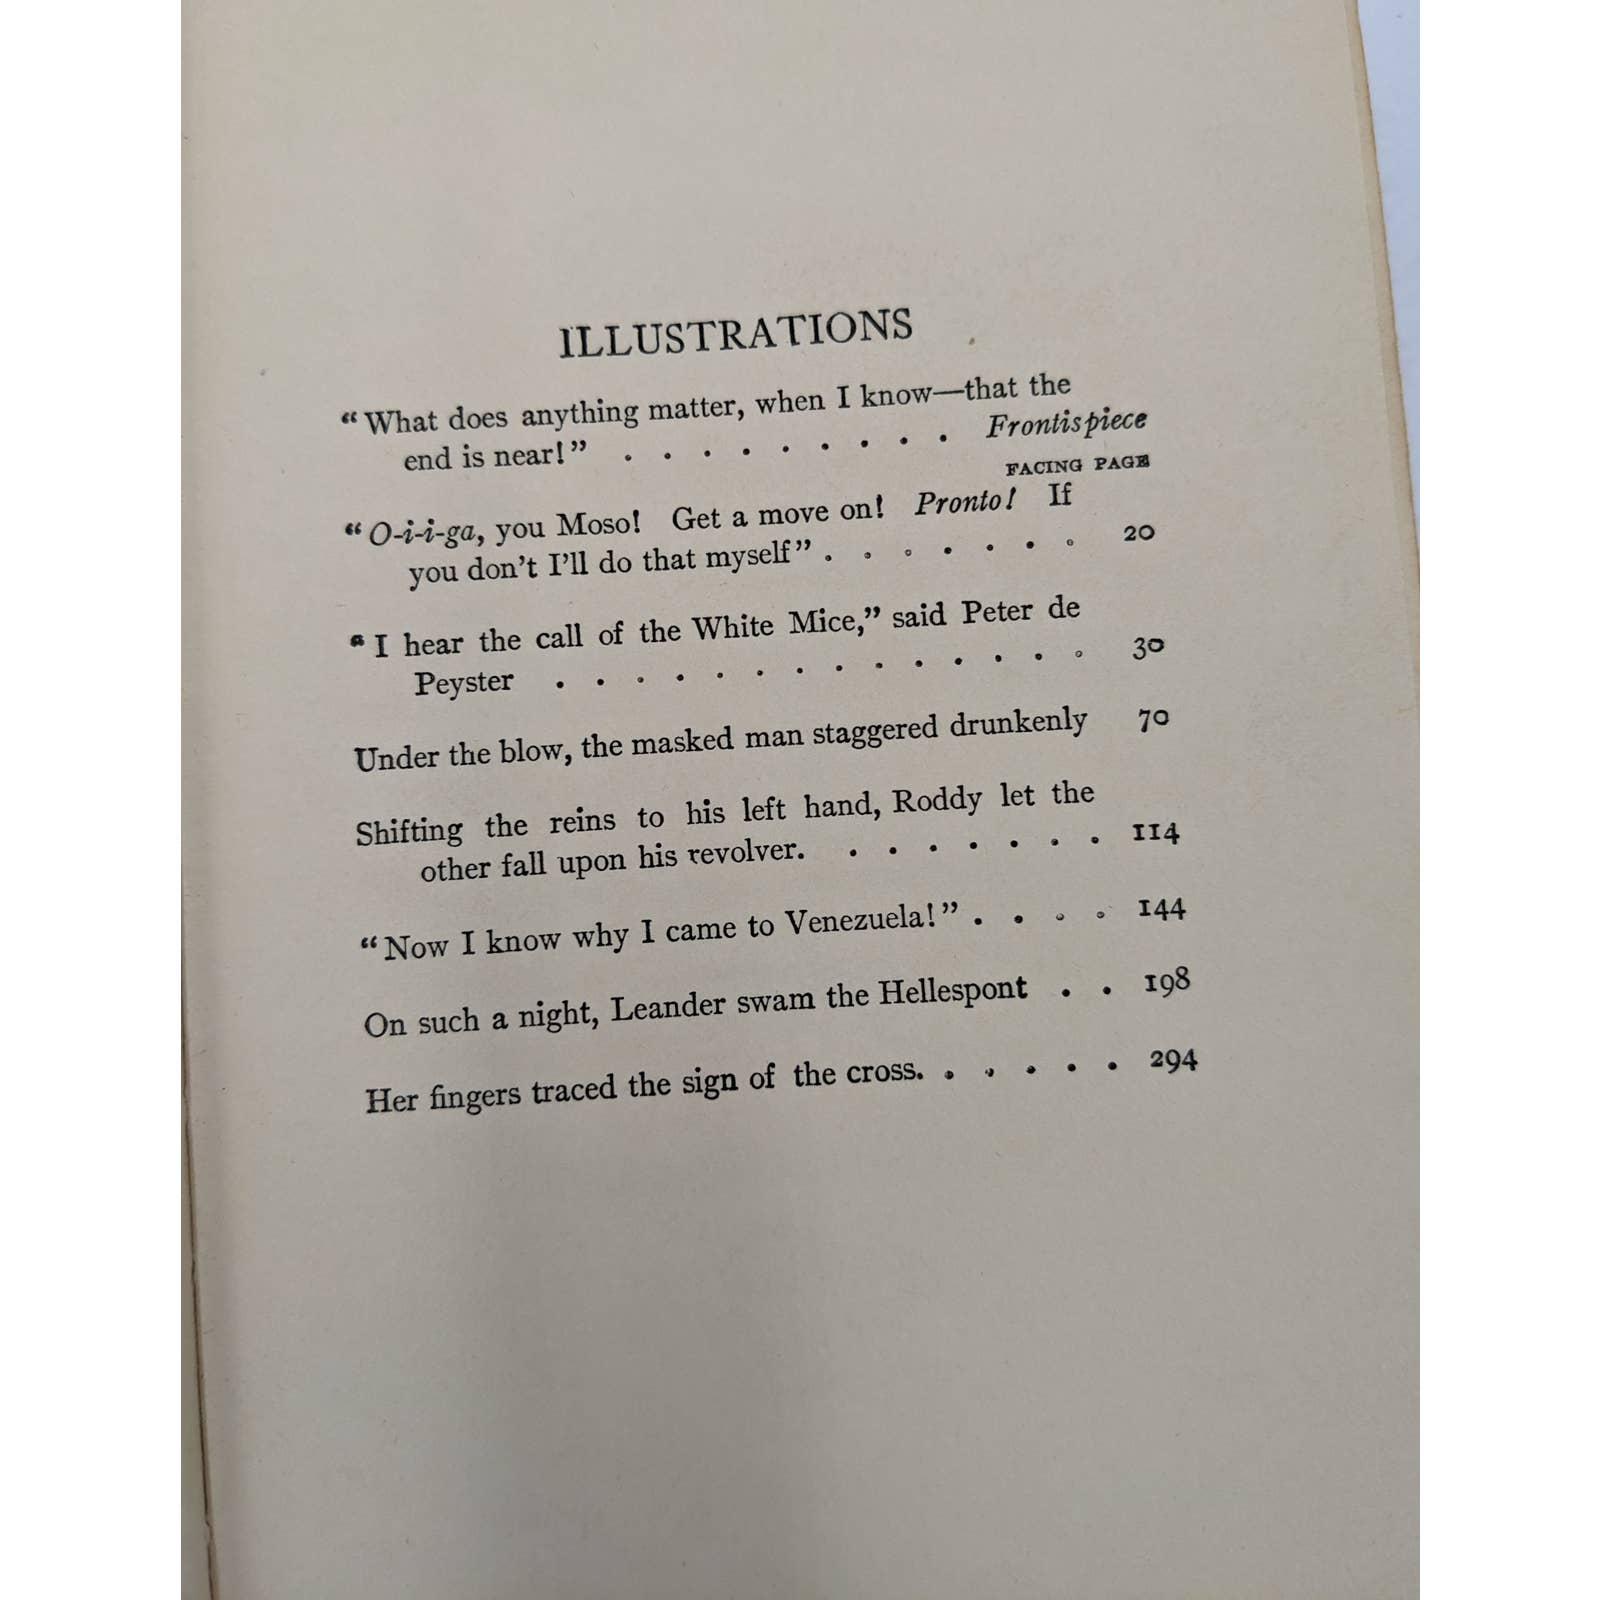 ILLUSTRATIONS
“What does anything matter, when I know—that the
end is near!” . . . . . . . . . Frontispiece
FACING PAGE
“O-i-i-ga, you Moso! Get a move on! Pronto! If
you don't I'll do that myself” . . . . . . . 20
“I hear the call of the White Mice,” said Peter de
Peyster . . . . . . . . . . . . . . 30
Under the blow, the masked man staggered drunkenly 70
Shifting the reins to his left hand, Roddy let the
other fall upon his revolver. . . . . . . . 114
“Now I know why I came to Venezuela!” . . . . 144
On such a night, Leander swam the Hellespont . . 198
Her fingers traced the sign of the cross. . . . . . 294